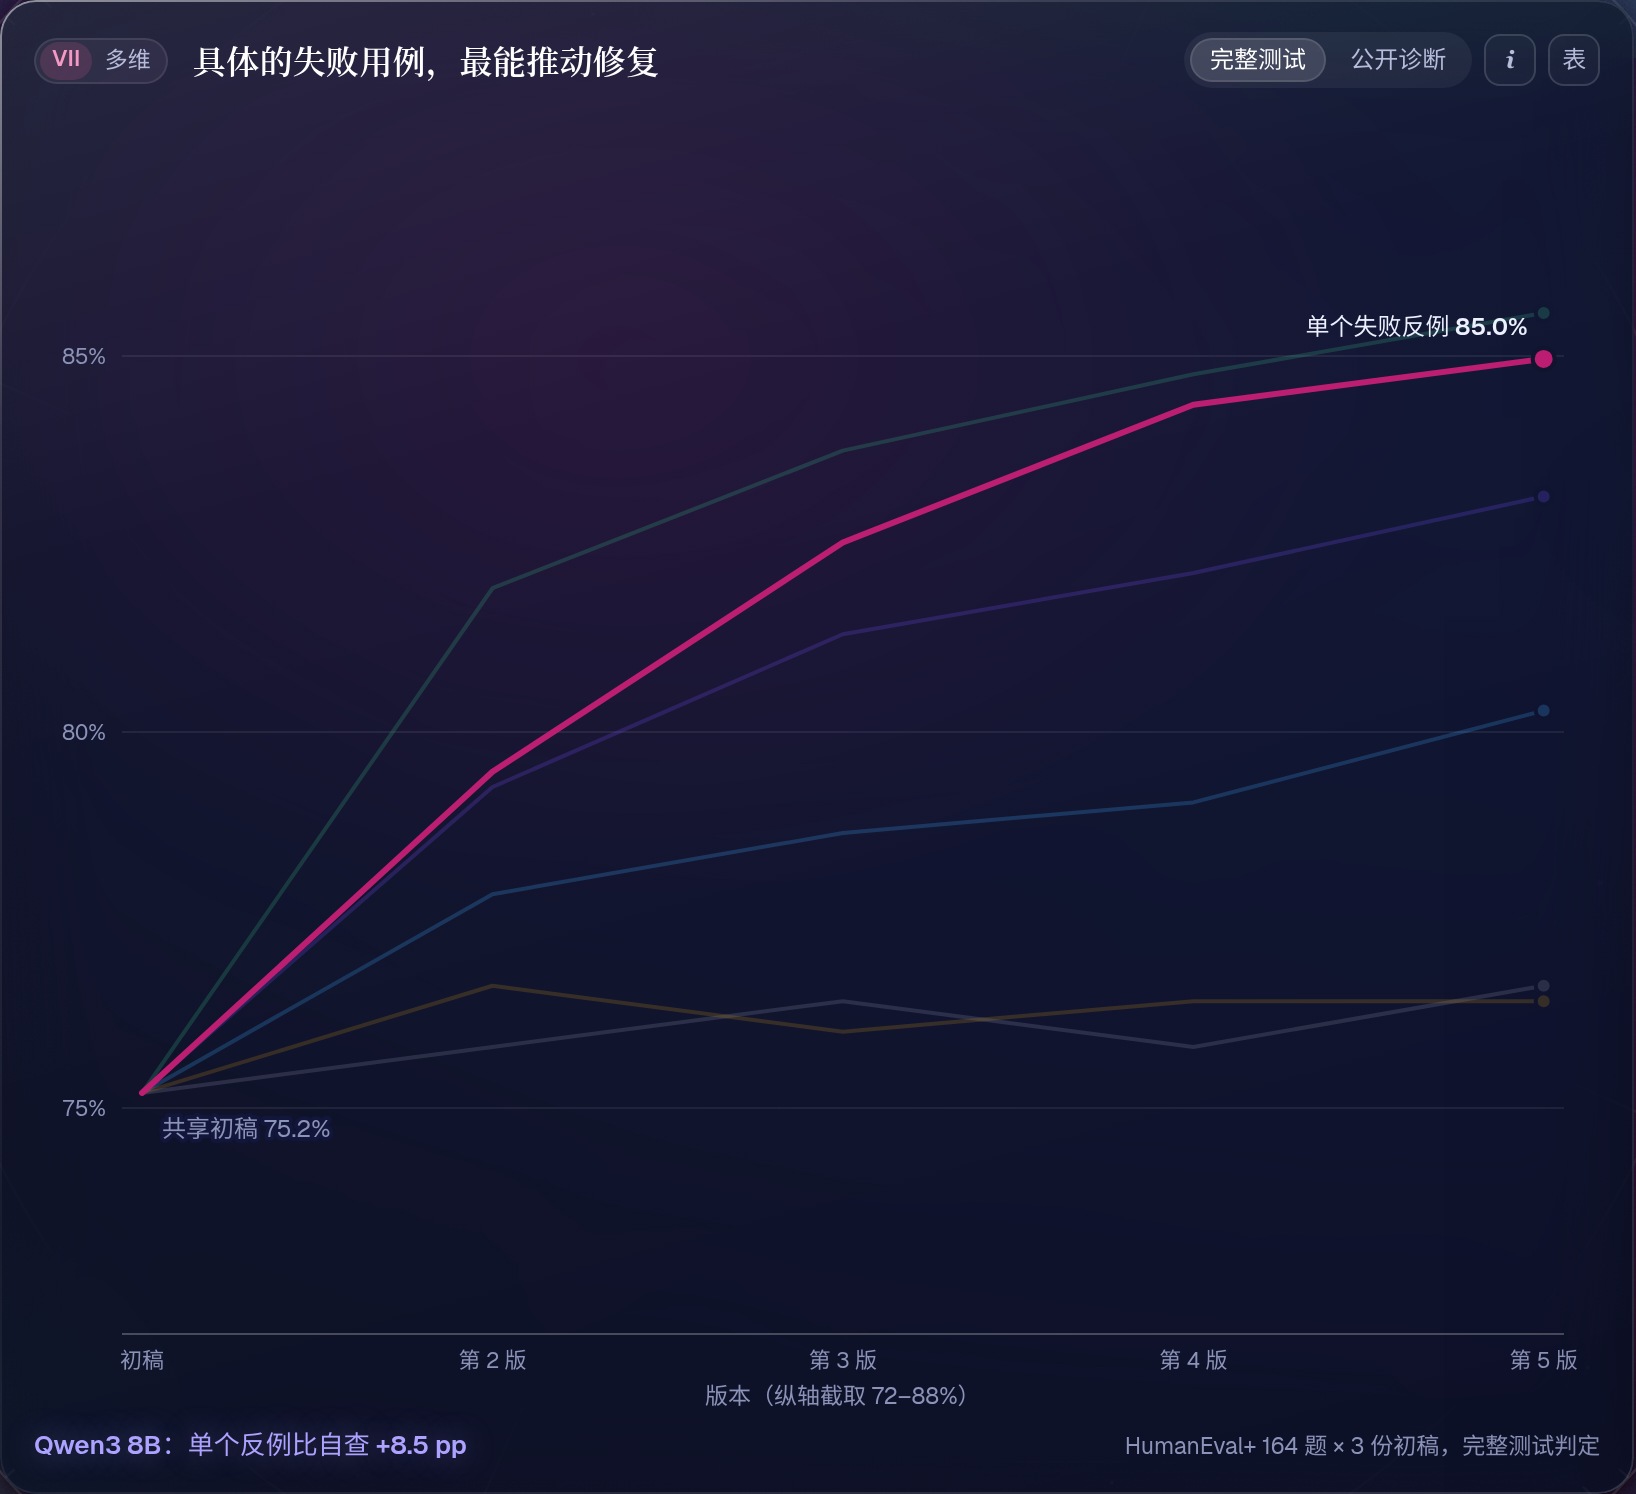 VII 多维 具体的失败用例，最能推动修复 完整测试 公开诊断 i 表
单个失败反例 85.0%
85%
80%
75%
共享初稿 75.2%
初稿 第 2 版 第 3 版 第 4 版 第 5 版
版本（纵轴截取 72–88%）
Qwen3 8B：单个反例比自查 +8.5 pp
HumanEval+ 164 题 × 3 份初稿，完整测试判定